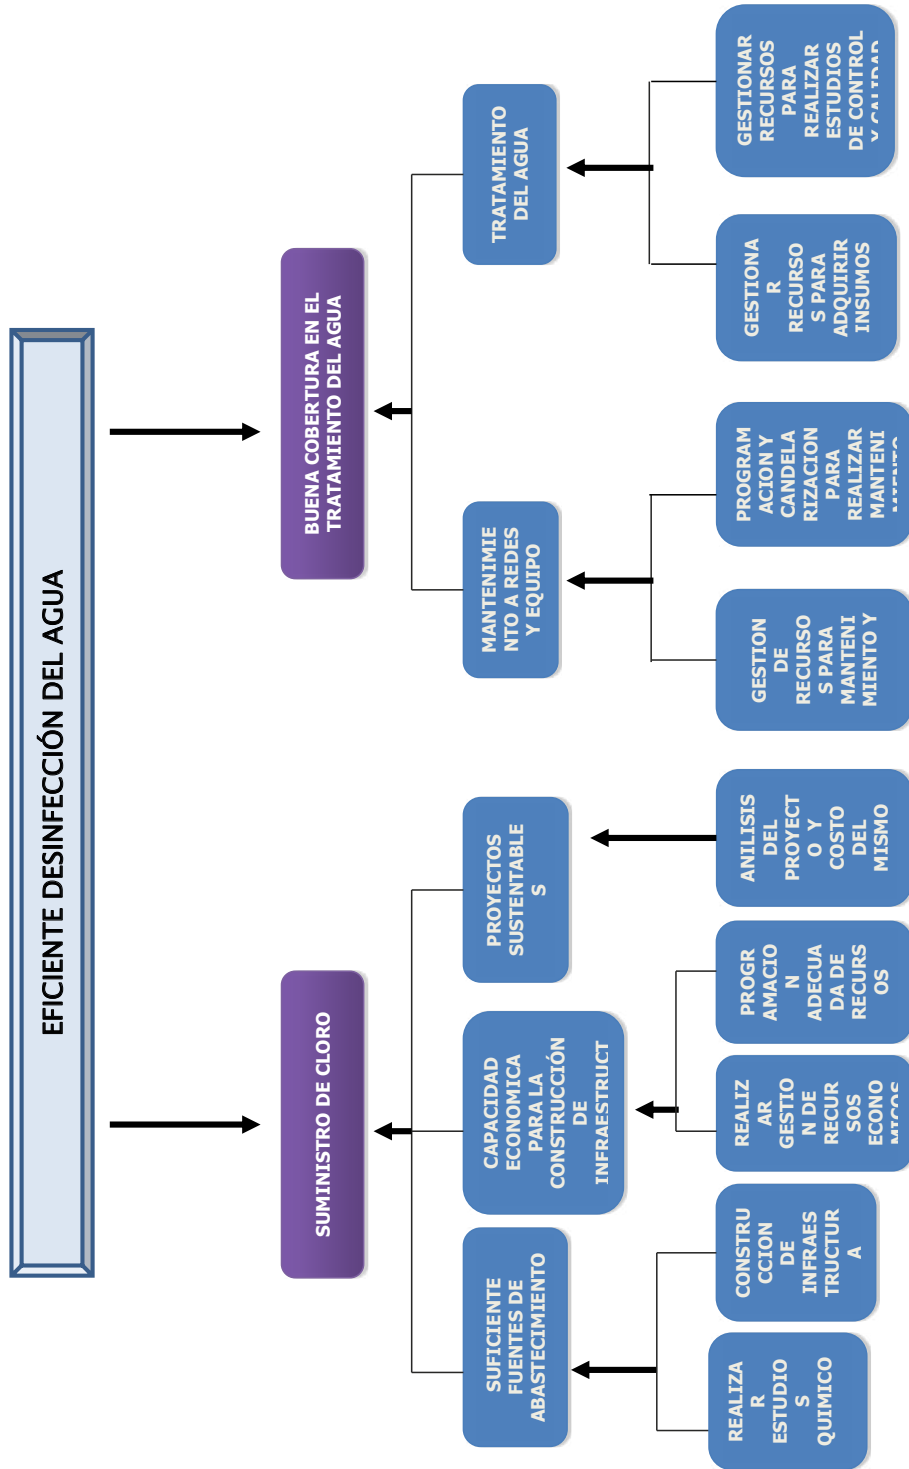 EFICIENTE DESINFECCIÓN DEL AGUA
SUMINISTRO DE CLORO
BUENA COBERTURA EN EL
TRATAMIENTO DEL AGUA
SUFICIENTE
FUENTES DE
ABASTECIMIENTO
CAPACIDAD
ECONOMICA
PARA LA
CONSTRUCCIÓN
DE
INFRAESTRUCT
PROYECTOS
SUSTENTABLE
S
MANTENIMIE
NTO A REDES
Y EQUIPO
TRATAMIENTO
DEL AGUA
REALIZA
R
ESTUDIO
S
QUIMICO
CONSTRU
CCION
DE
INFRAES
TRUCTUR
A
REALIZ
AR
GESTIO
N DE
RECUR
SOS
ECONO
MICOS
PROGR
AMACIO
N
ADECUA
DA DE
RECURS
OS
ANILISIS
DEL
PROYECT
O Y
COSTO
DEL
MISMO
GESTION
DE
RECURSO
S PARA
MANTENI
MIENTO Y
PROGRAM
ACION Y
CANDELA
RIZACION
PARA
REALIZAR
MANTENI
MIENTO
GESTIONA
R
RECURSO
S PARA
ADQUIRIR
INSUMOS
GESTIONAR
RECURSOS
PARA
REALIZAR
ESTUDIOS
DE CONTROL
Y CALIDAD